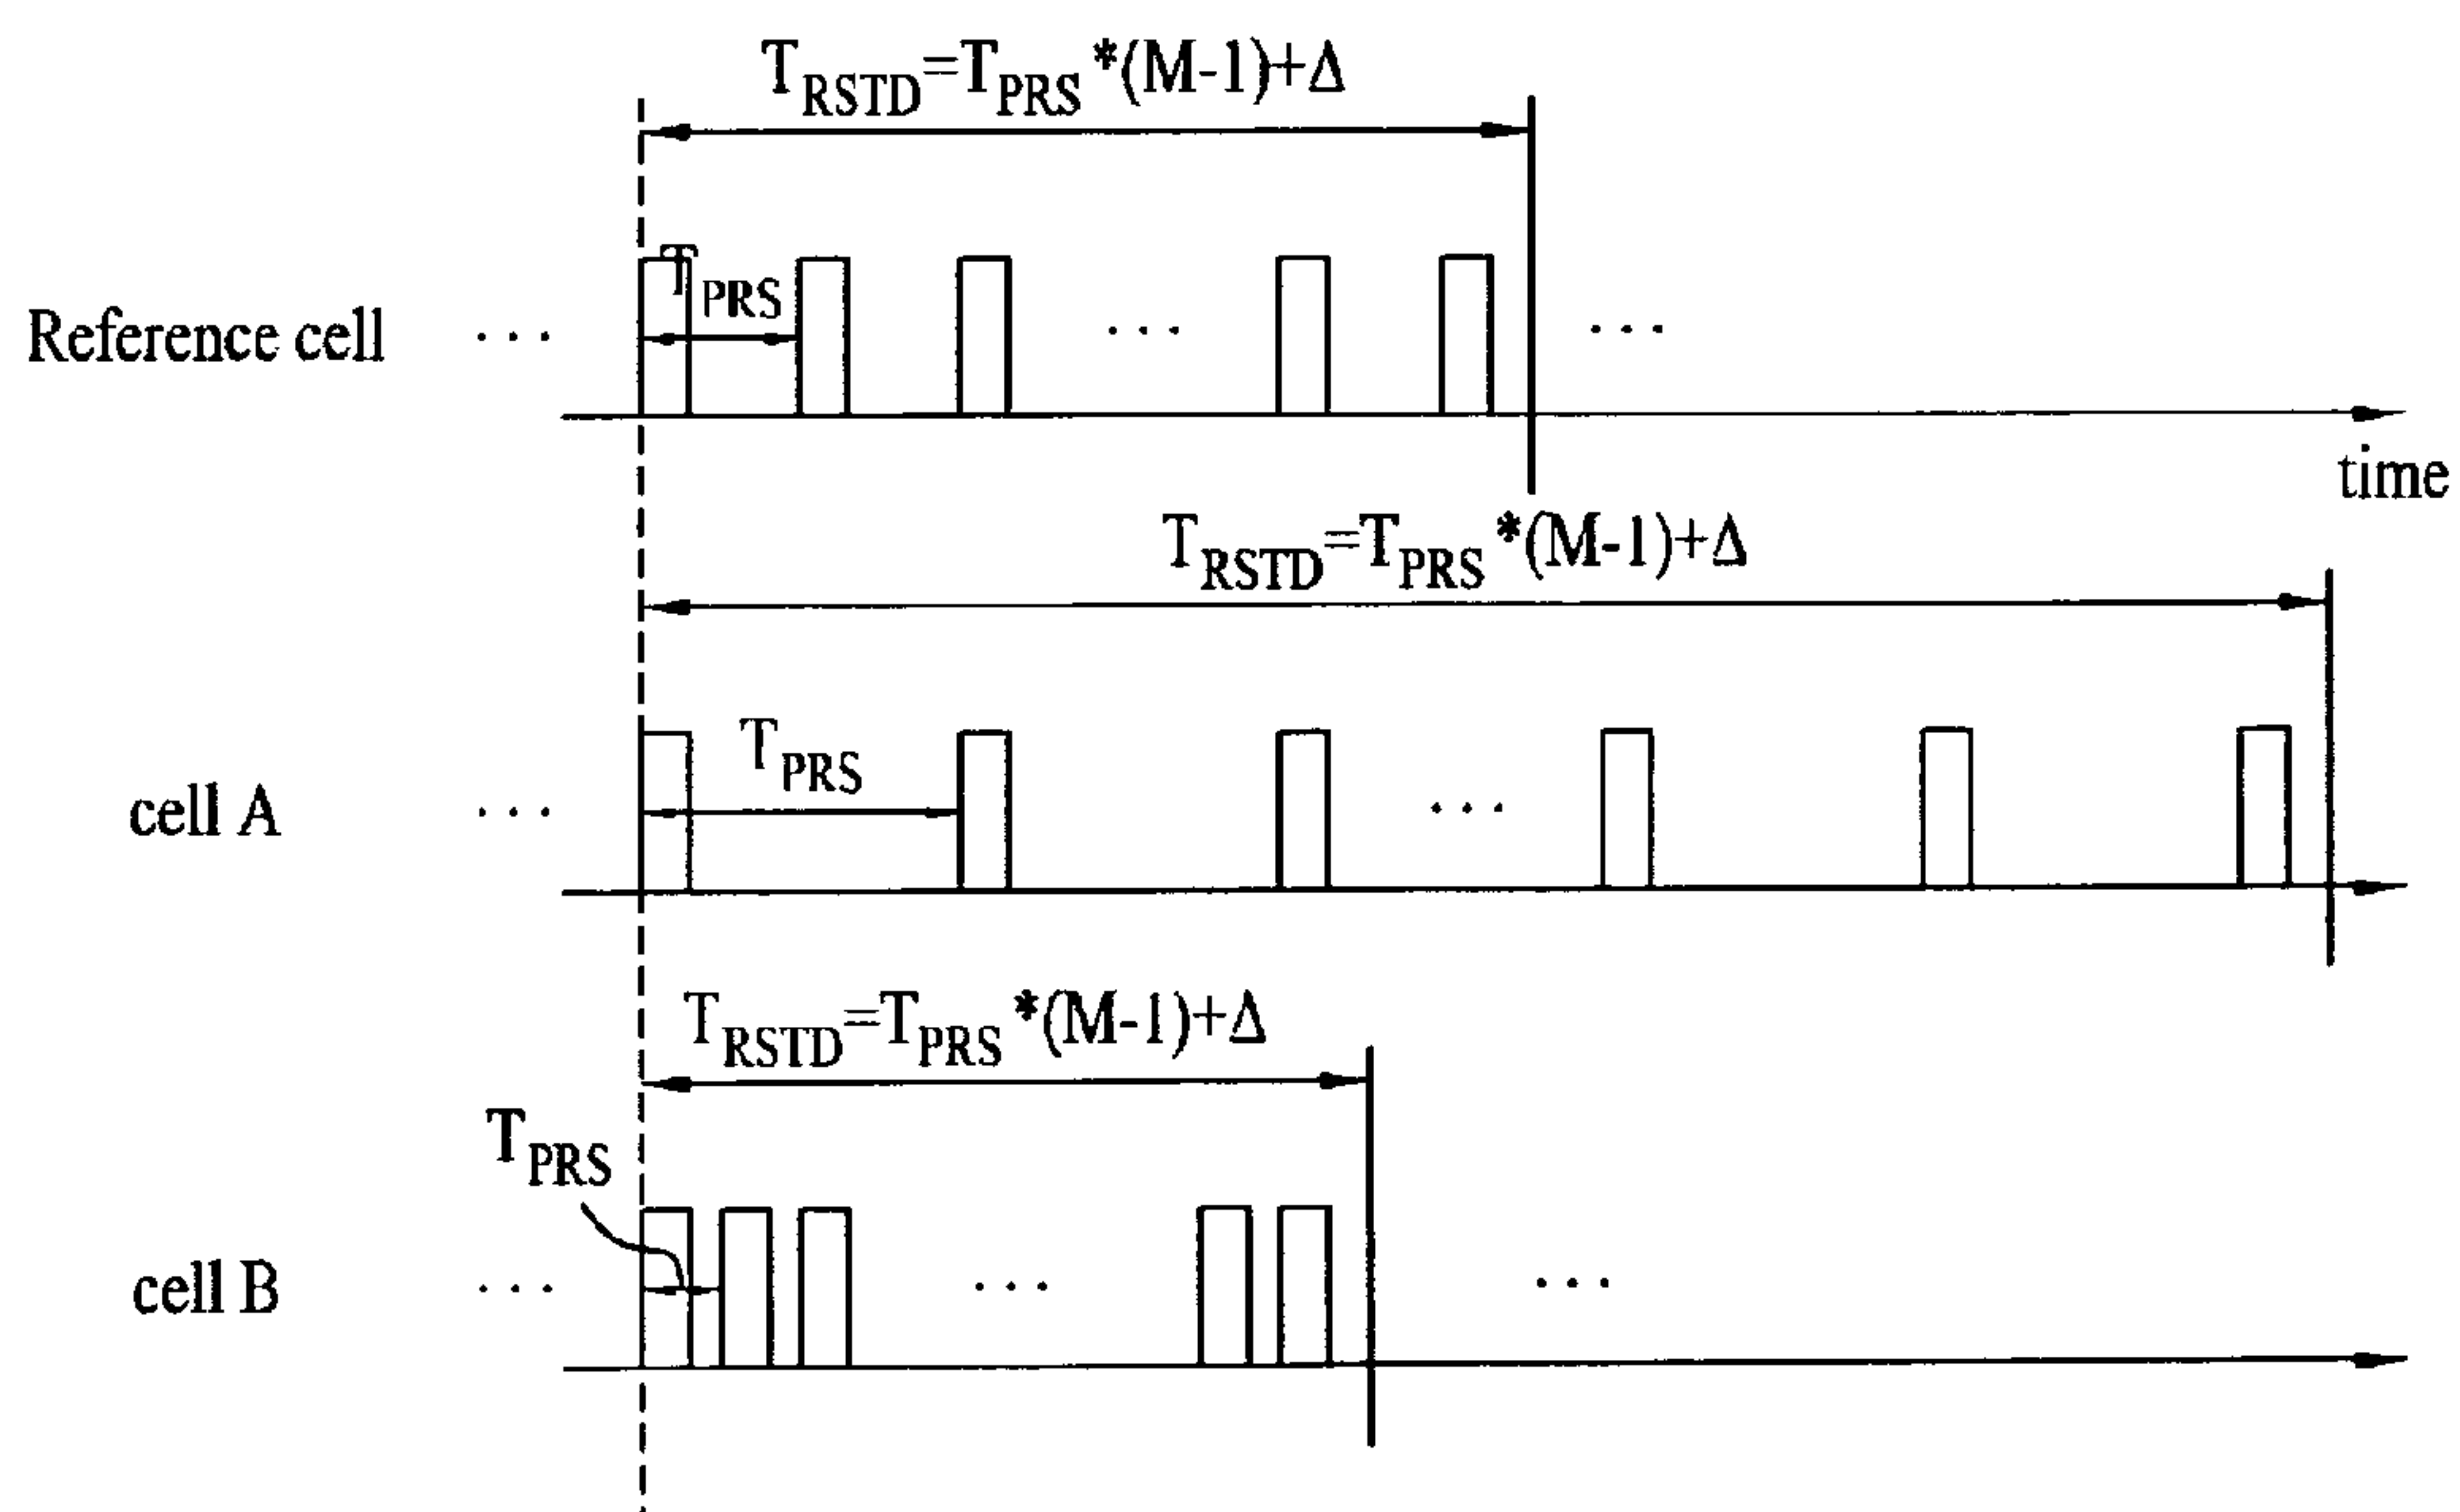 T_RSTD=T_PRS*(M-1)+Δ
T_PRS
Reference cell ... ... ...
time
T_RSTD=T_PRS*(M-1)+Δ
T_PRS
cell A ... ...
T_RSTD=T_PRS*(M-1)+Δ
T_PRS
cell B ... ... ...